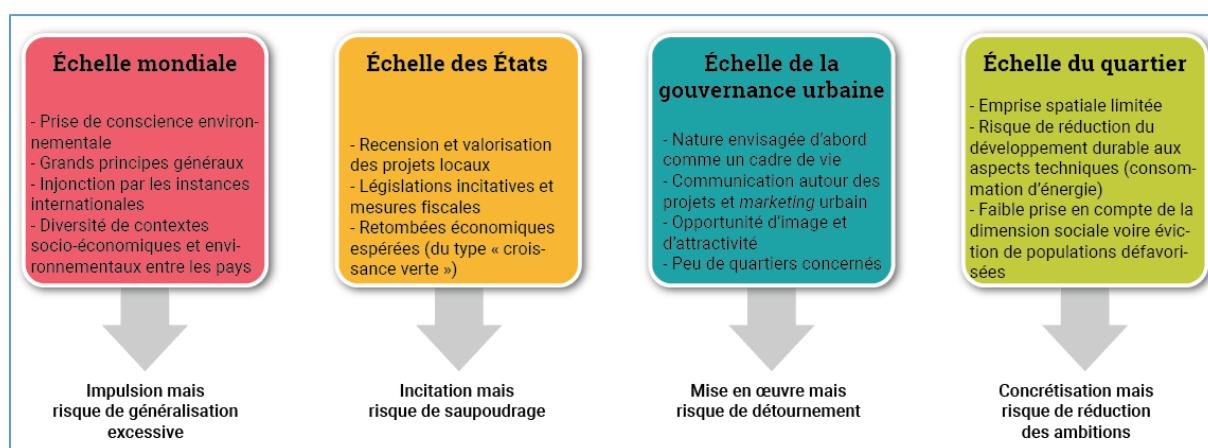 Échelle mondiale
- Prise de conscience environ-
nementale
- Grands principes généraux
- Injonction par les instances
internationales
- Diversité de contextes
socio-économiques et envi-
ronnementaux entre les pays
Impulsion mais
risque de généralisation
excessive
Échelle des États
- Recension et valorisation
des projets locaux
- Législations incitatives et
mesures fiscales
- Retombées économiques
espérées (du type « crois-
sance verte »)
Incitation mais
risque de saupoudrage
Échelle de la
gouvernance urbaine
- Nature envisagée d’abord
comme un cadre de vie
- Communication autour des
projets et marketing urbain
- Opportunité d’image et
d’attractivité
- Peu de quartiers concernés
Mise en œuvre mais
risque de détournement
Échelle du quartier
- Emprise spatiale limitée
- Risque de réduction du
développement durable aux
aspects techniques (consom-
mation d’énergie)
- Faible prise en compte de la
dimension sociale voire évic-
tion de populations défavori-
sées
Concrétisation mais
risque de réduction
des ambitions